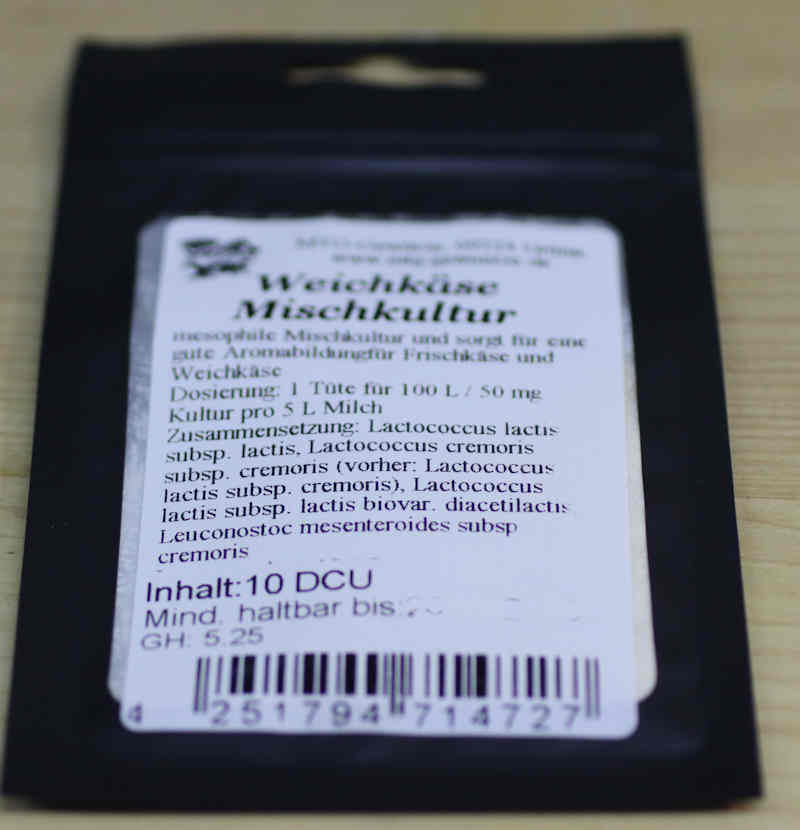 Weichkäse
Mischkultur
mesophile Mischkultur und sorgt für eine
gute Aromabildungfür Frischkäse und
Weichkäse
Dosierung: 1 Tüte für 100 L / 50 mg
Kultur pro 5 L Milch
Zusammensetzung: Lactococcus lactis
subsp. lactis, Lactococcus cremoris
subsp. cremoris (vorher: Lactococcus
lactis subsp. cremoris), Lactococcus
lactis subsp. lactis biovar. diacetilactis
Leuconostoc mesenteroides subsp
cremoris
Inhalt:10 DCU
Mind. haltbar bis:
GH: 5.25
4 251794 714727